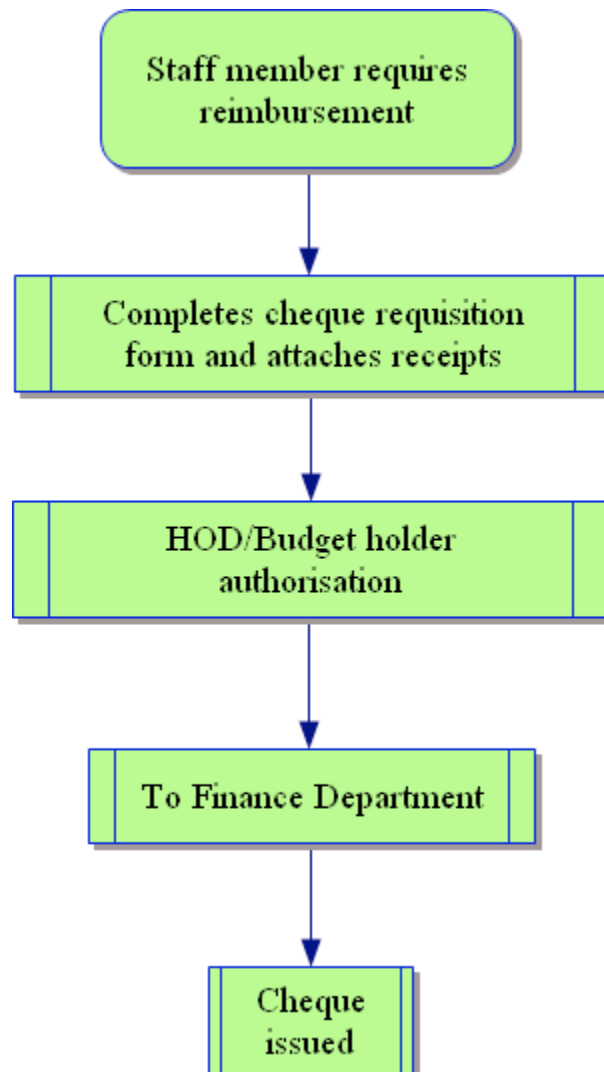 Staff member requires
reimbursement
Completes cheque requisition
form and attaches receipts
HOD/Budget holder
authorisation
To Finance Department
Cheque
issued